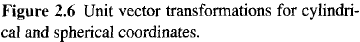 Figure 2.6 Unit vector transformations for cylindri-
cal and spherical coordinates.